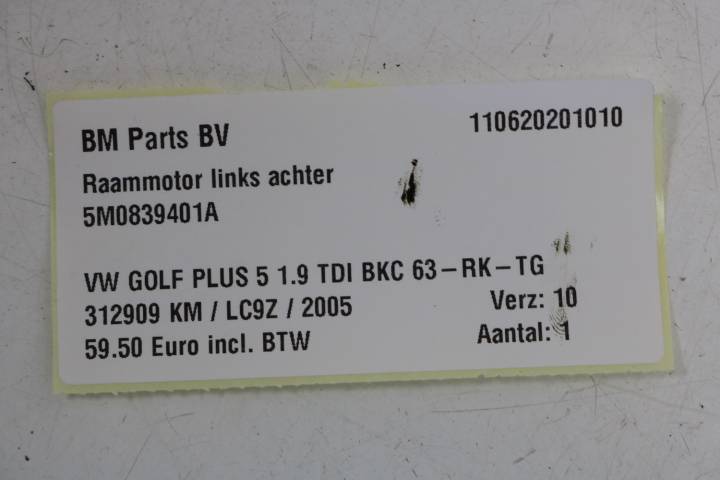 BM Parts BV 110620201010
Raammotor links achter
5M0839401A
VW GOLF PLUS 5 1.9 TDI BKC 63-RK-TG
312909 KM / LC9Z / 2005 Verz: 10
59.50 Euro incl. BTW Aantal: 1